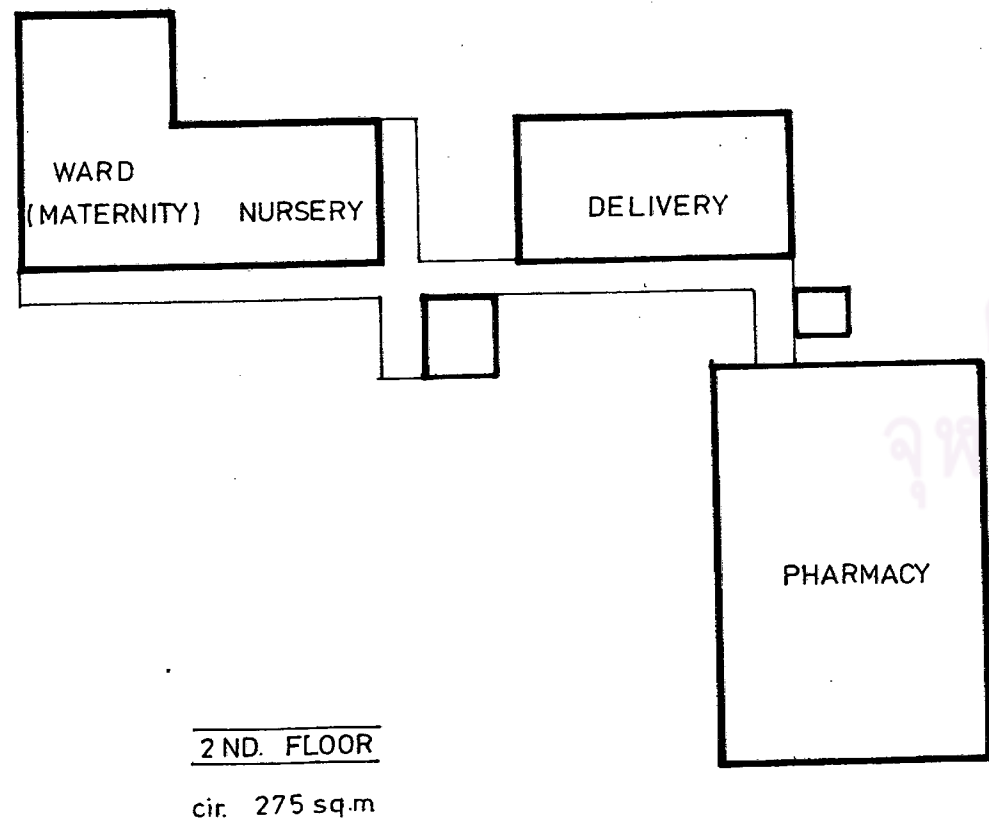 WARD
(MATERNITY) NURSERY
DELIVERY
PHARMACY
2 ND. FLOOR
cir. 275 sq.m